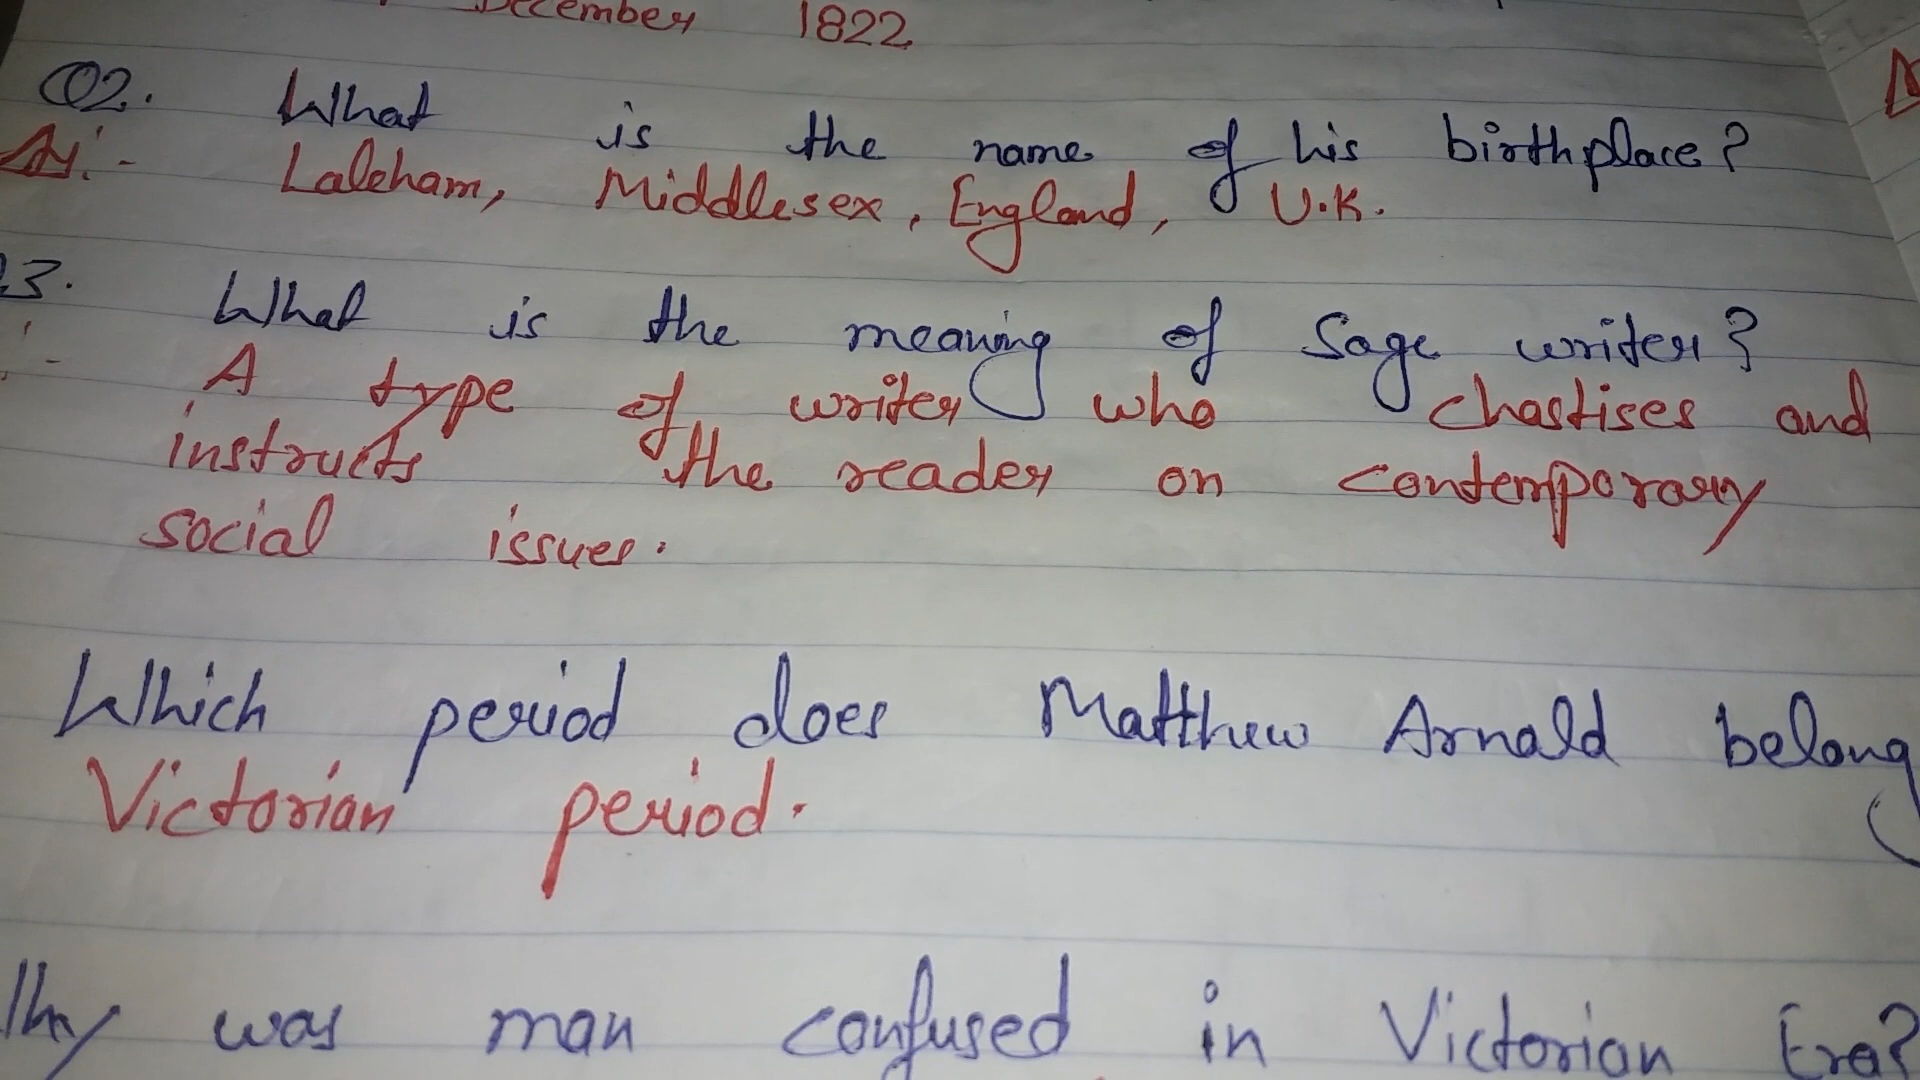 December 1822
Q2. What is the name of his birthplace?
Laleham, Middlesex, England, U.K.
3. What is the meaning of Sage writer?
A type of writer who chastises and
instructs the reader on contemporary
social issues.
Which period does Matthew Arnald belong
Victorian period.
Why was man confused in Victorian Era?